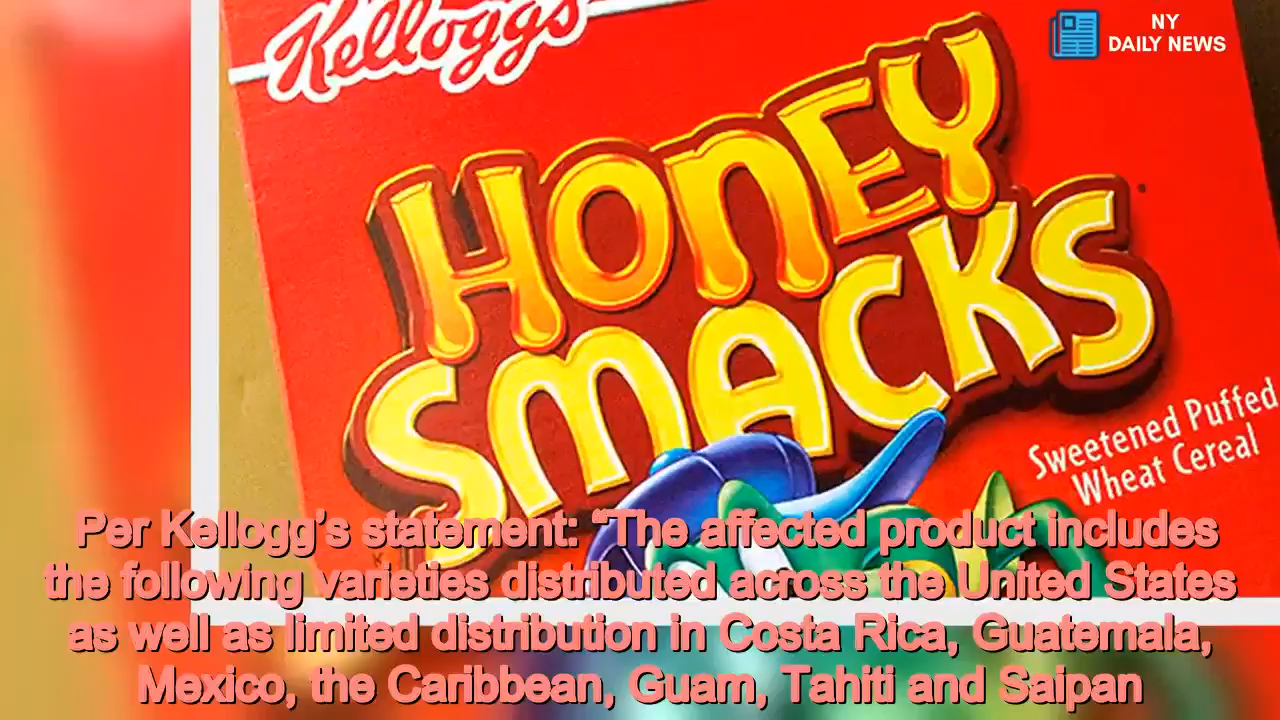 Kellogg's
NY
DAILY NEWS
HONEY
SMACKS
Sweetened Puffed
Wheat Cereal
Per Kellogg's statement: “The affected product includes
the following varieties distributed across the United States
as well as limited distribution in Costa Rica, Guatemala,
Mexico, the Caribbean, Guam, Tahiti and Saipan